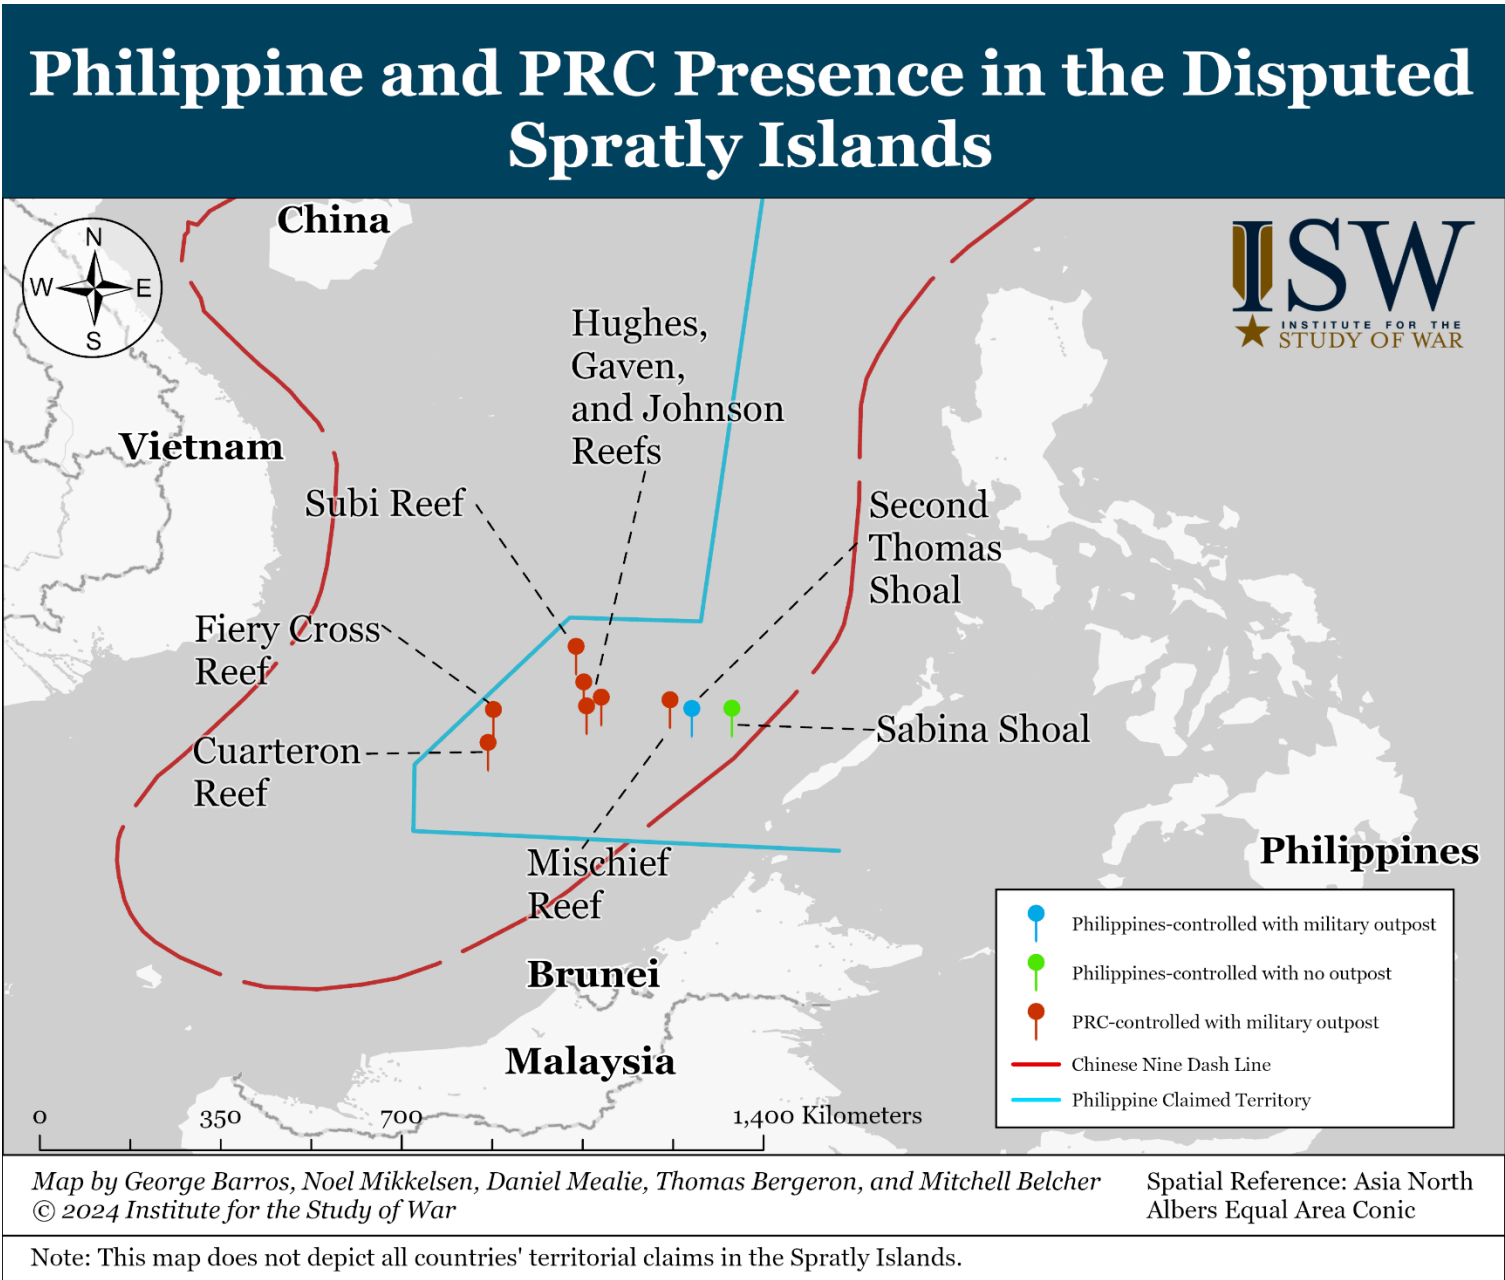 Philippine and PRC Presence in the Disputed
Spratly Islands
China
N
W
E
S
ISW
INSTITUTE FOR THE
STUDY OF WAR
Hughes,
Gaven,
and Johnson
Reefs
Vietnam
Subi Reef
Second
Thomas
Shoal
Fiery Cross
Reef
Sabina Shoal
Cuarteron
Reef
Mischief
Reef
Philippines
Brunei
Malaysia
Philippines-controlled with military outpost
Philippines-controlled with no outpost
PRC-controlled with military outpost
Chinese Nine Dash Line
Philippine Claimed Territory
0 350 700 1,400 Kilometers
Map by George Barros, Noel Mikkelsen, Daniel Mealie, Thomas Bergeron, and Mitchell Belcher
© 2024 Institute for the Study of War
Spatial Reference: Asia North
Albers Equal Area Conic
Note: This map does not depict all countries' territorial claims in the Spratly Islands.